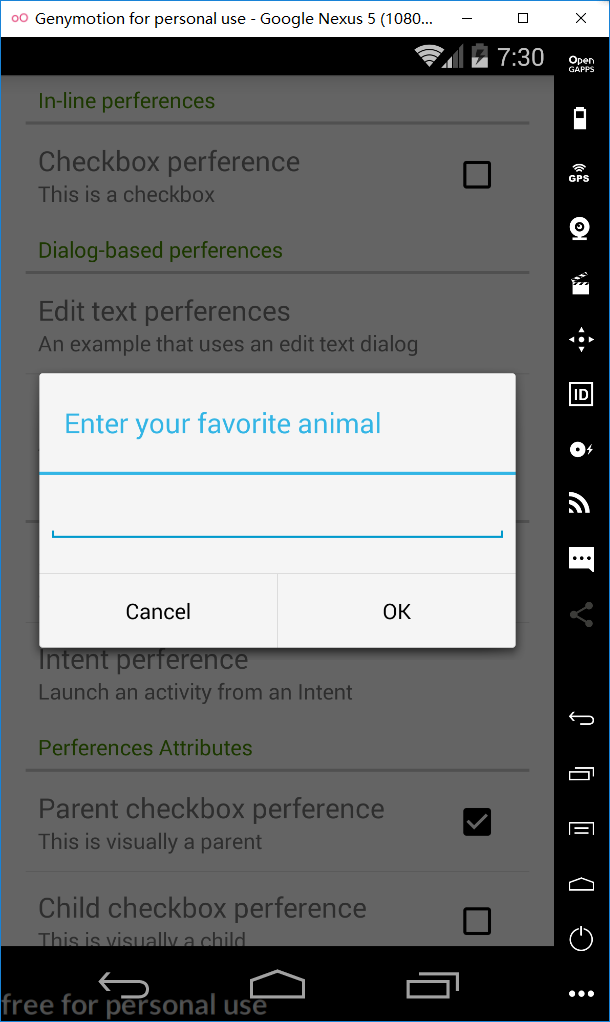 Genymotion for personal use - Google Nexus 5 (1080...
7:30
Open
GAPPS
In-line perferences
Checkbox perference
This is a checkbox
GPS
Dialog-based perferences
Edit text perferences
An example that uses an edit text dialog
ID
Enter your favorite animal
Cancel
OK
Intent perference
Launch an activity from an Intent
Perferences Attributes
Parent checkbox perference
This is visually a parent
Child checkbox perference
This is visually a child
free for personal use